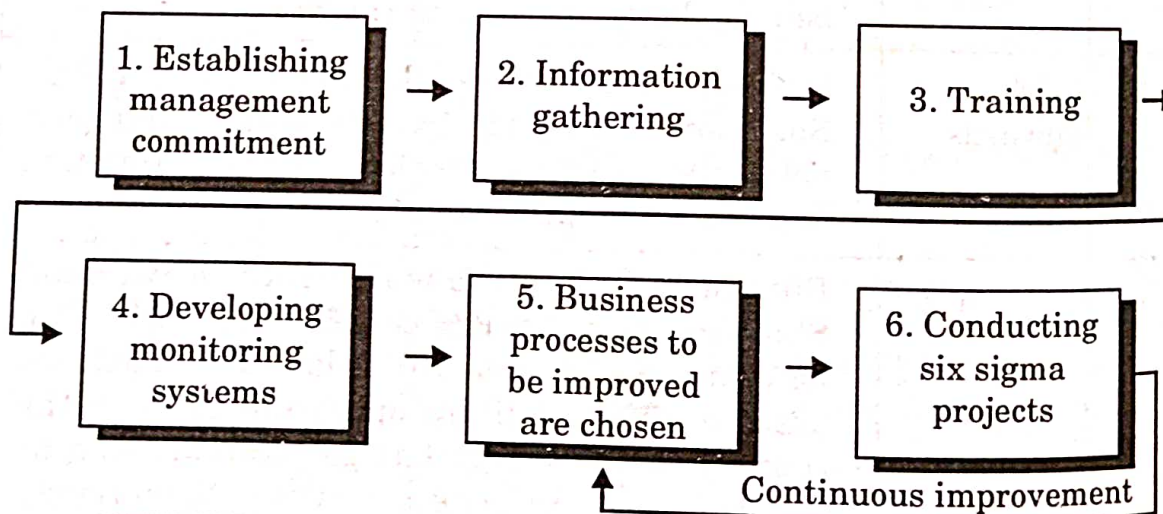 1. Establishing
management
commitment
2. Information
gathering
3. Training
4. Developing
monitoring
systems
5. Business
processes to
be improved
are chosen
6. Conducting
six sigma
projects
Continuous improvement